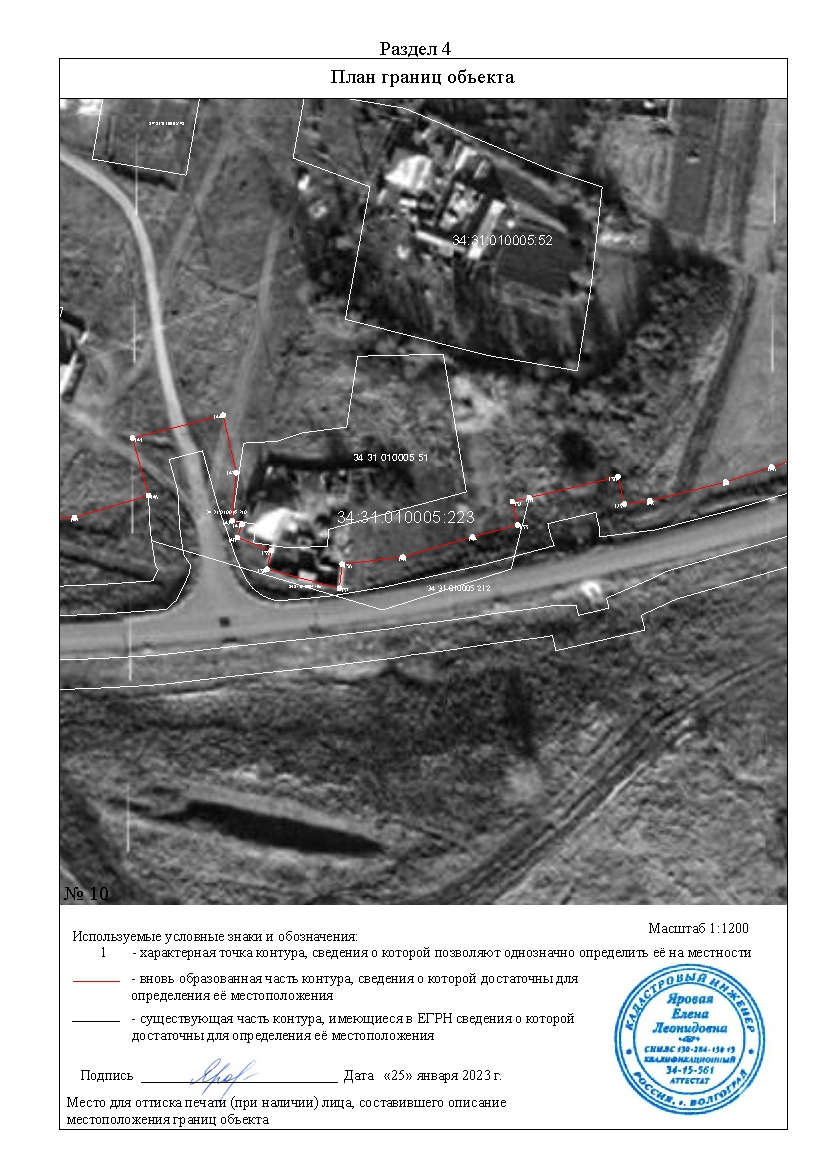 Раздел 4
План границ объекта
34:31:010005:52
34:31:010005:51
34:31:010005:223
34:31:010005:212
№ 10
Масштаб 1:1200
Используемые условные знаки и обозначения:
1 - характерная точка контура, сведения о которой позволяют однозначно определить её на местности
- вновь образованная часть контура, сведения о которой достаточны для
определения её местоположения
- существующая часть контура, имеющиеся в ЕГРН сведения о которой
достаточны для определения её местоположения
Подпись Дата «25» января 2023 г.
Место для оттиска печати (при наличии) лица, составившего описание
местоположения границ объекта
КАДАСТРОВЫЙ ИНЖЕНЕР
Яровая
Елена
Леонидовна
КВАЛИФИКАЦИОННЫЙ
34-15-561
АТТЕСТАТ
РОССИЯ, г. ВОЛГОГРАД